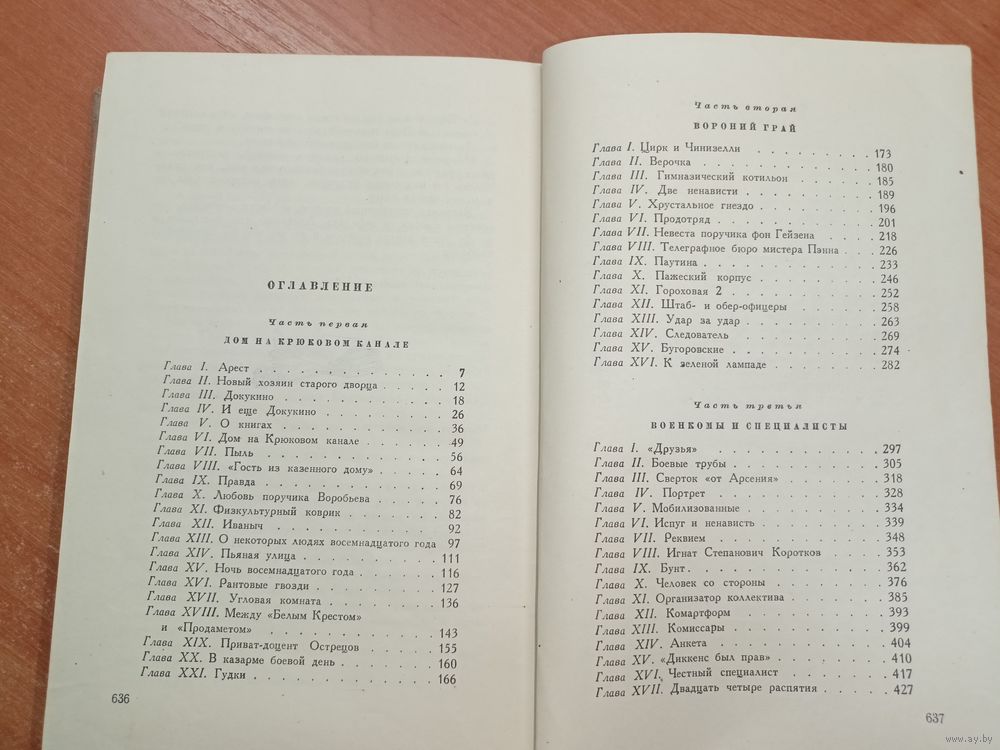 ОГЛАВЛЕНИЕ
Часть первая
ДОМ НА КРЮКОВОМ КАНАЛЕ
Глава I. Арест . . . . . . . . . . . . . . 7
Глава II. Новый хозяин старого дворца . . . . . 12
Глава III. Докукино . . . . . . . . . . . . 18
Глава IV. И еще Докукино . . . . . . . . . 26
Глава V. О книгах . . . . . . . . . . . . 36
Глава VI. Дом на Крюковом канале . . . . . . 49
Глава VII. Пыль . . . . . . . . . . . . . 56
Глава VIII. «Гость из казенного дому» . . . . . 64
Глава IX. Правда . . . . . . . . . . . . . 69
Глава X. Любовь поручика Воробьева . . . . . 76
Глава XI. Физкультурный коврик . . . . . . . 82
Глава XII. Иваныч . . . . . . . . . . . . 92
Глава XIII. О некоторых людях восемнадцатого года 97
Глава XIV. Пьяная улица . . . . . . . . . . 111
Глава XV. Ночь восемнадцатого года . . . . . . 116
Глава XVI. Рантовые гвозди . . . . . . . . . 127
Глава XVII. Угловая комната . . . . . . . . 136
Глава XVIII. Между «Белым Крестом»
и «Продаметом» . . . . . . . . . . . 143
Глава XIX. Приват-доцент Острецов . . . . . . 155
Глава XX. В казарме боевой день . . . . . . . 160
Глава XXI. Гудки . . . . . . . . . . . . . 166
636
Часть вторая
ВОРОНИЙ ГРАЙ
Глава I. Цирк и Чинизелли . . . . . . . . . 173
Глава II. Верочка . . . . . . . . . . . . . 180
Глава III. Гимназический котильон . . . . . . 185
Глава IV. Две ненависти . . . . . . . . . . 189
Глава V. Хрустальное гнездо . . . . . . . . . 196
Глава VI. Продотряд . . . . . . . . . . . . 201
Глава VII. Невеста поручика фон Гейзена . . . . 218
Глава VIII. Телеграфное бюро мистера Пэнна . . . 226
Глава IX. Паутина . . . . . . . . . . . . . 233
Глава X. Пажеский корпус . . . . . . . . . 246
Глава XI. Гороховая 2 . . . . . . . . . . . 252
Глава XII. Штаб- и обер-офицеры . . . . . . . 258
Глава XIII. Удар за удар . . . . . . . . . . 263
Глава XIV. Следователь . . . . . . . . . . . 269
Глава XV. Бугоровские . . . . . . . . . . . 274
Глава XVI. К зеленой лампаде . . . . . . . . 282
Часть третья
ВОЕНКОМЫ И СПЕЦИАЛИСТЫ
Глава I. «Друзья» . . . . . . . . . . . . . 297
Глава II. Боевые трубы . . . . . . . . . . . 305
Глава III. Сверток «от Арсения» . . . . . . . 318
Глава IV. Портрет . . . . . . . . . . . . . 328
Глава V. Мобилизованные . . . . . . . . . . 334
Глава VI. Испуг и ненависть . . . . . . . . . 339
Глава VII. Реквием . . . . . . . . . . . . 348
Глава VIII. Игнат Степанович Коротков . . . . . 353
Глава IX. Бунт . . . . . . . . . . . . . . 362
Глава X. Человек со стороны . . . . . . . . 376
Глава XI. Организатор коллектива . . . . . . . 385
Глава XII. Комартформ . . . . . . . . . . . 393
Глава XIII. Комиссары . . . . . . . . . . . 399
Глава XIV. Анкета . . . . . . . . . . . . . 404
Глава XV. «Диккенс был прав» . . . . . . . . 410
Глава XVI. Честный специалист . . . . . . . . 417
Глава XVII. Двадцать четыре распятия . . . . . 427
637
www.ay.by